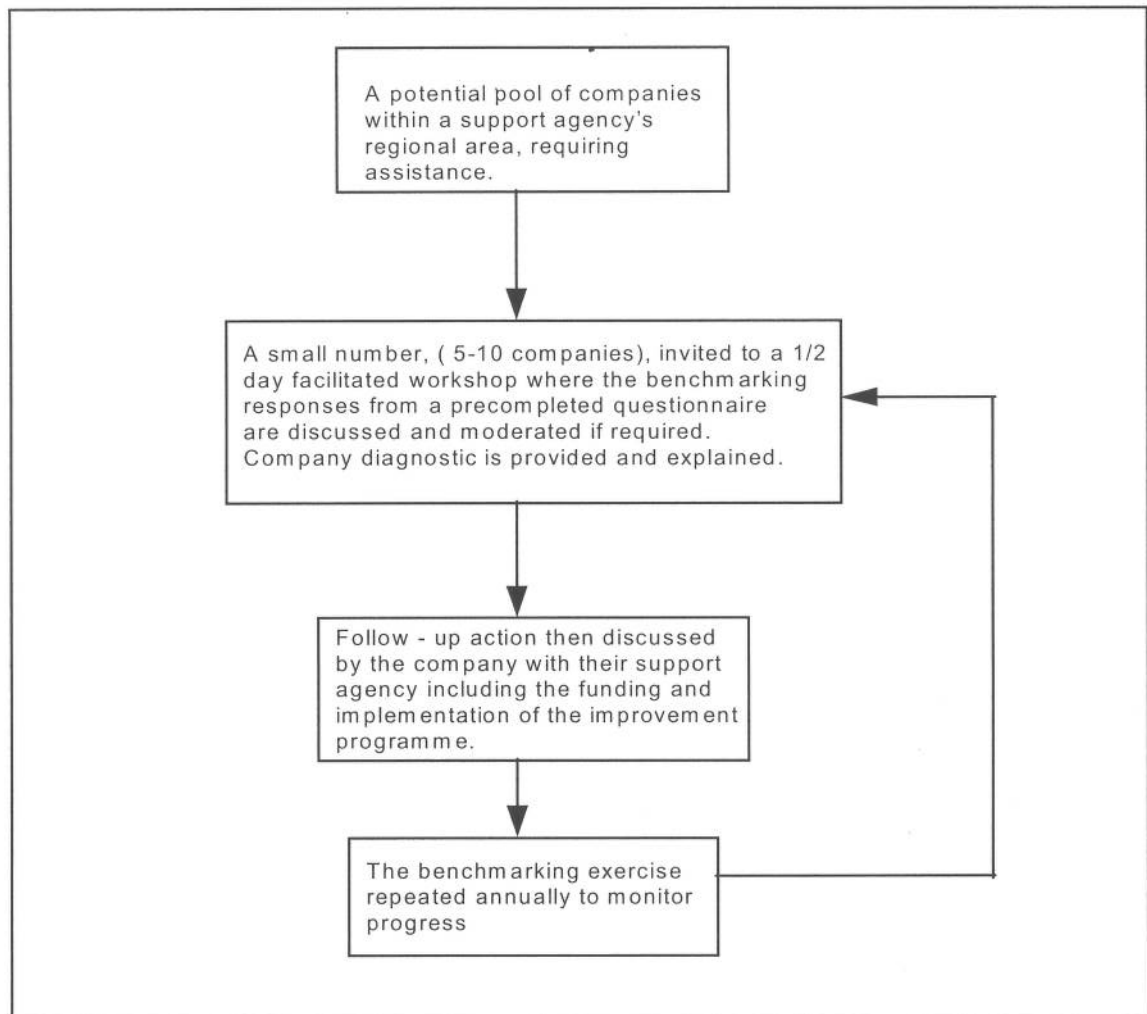 A potential pool of companies
within a support agency's
regional area, requiring
assistance.
A small number, ( 5-10 companies), invited to a 1/2
day facilitated workshop where the benchmarking
responses from a precompleted questionnaire
are discussed and moderated if required.
Company diagnostic is provided and explained.
Follow - up action then discussed
by the company with their support
agency including the funding and
implementation of the improvement
programme.
The benchmarking exercise
repeated annually to monitor
progress